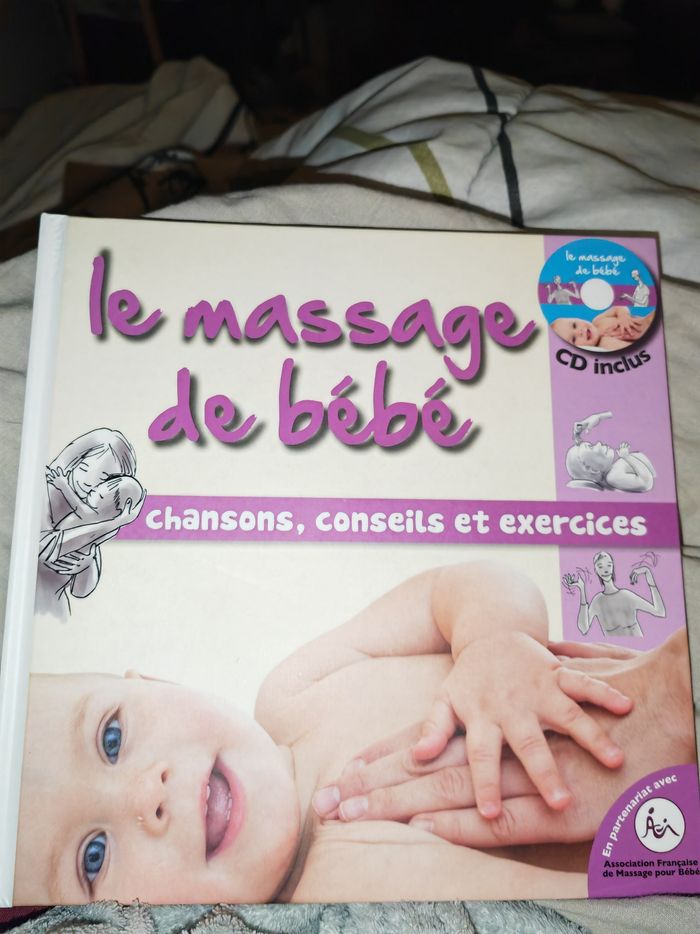 le massage
de bébé
le massage
de bébé
CD inclus
chansons, conseils et exercices
En partenariat avec
Association Française
de Massage pour Bébé